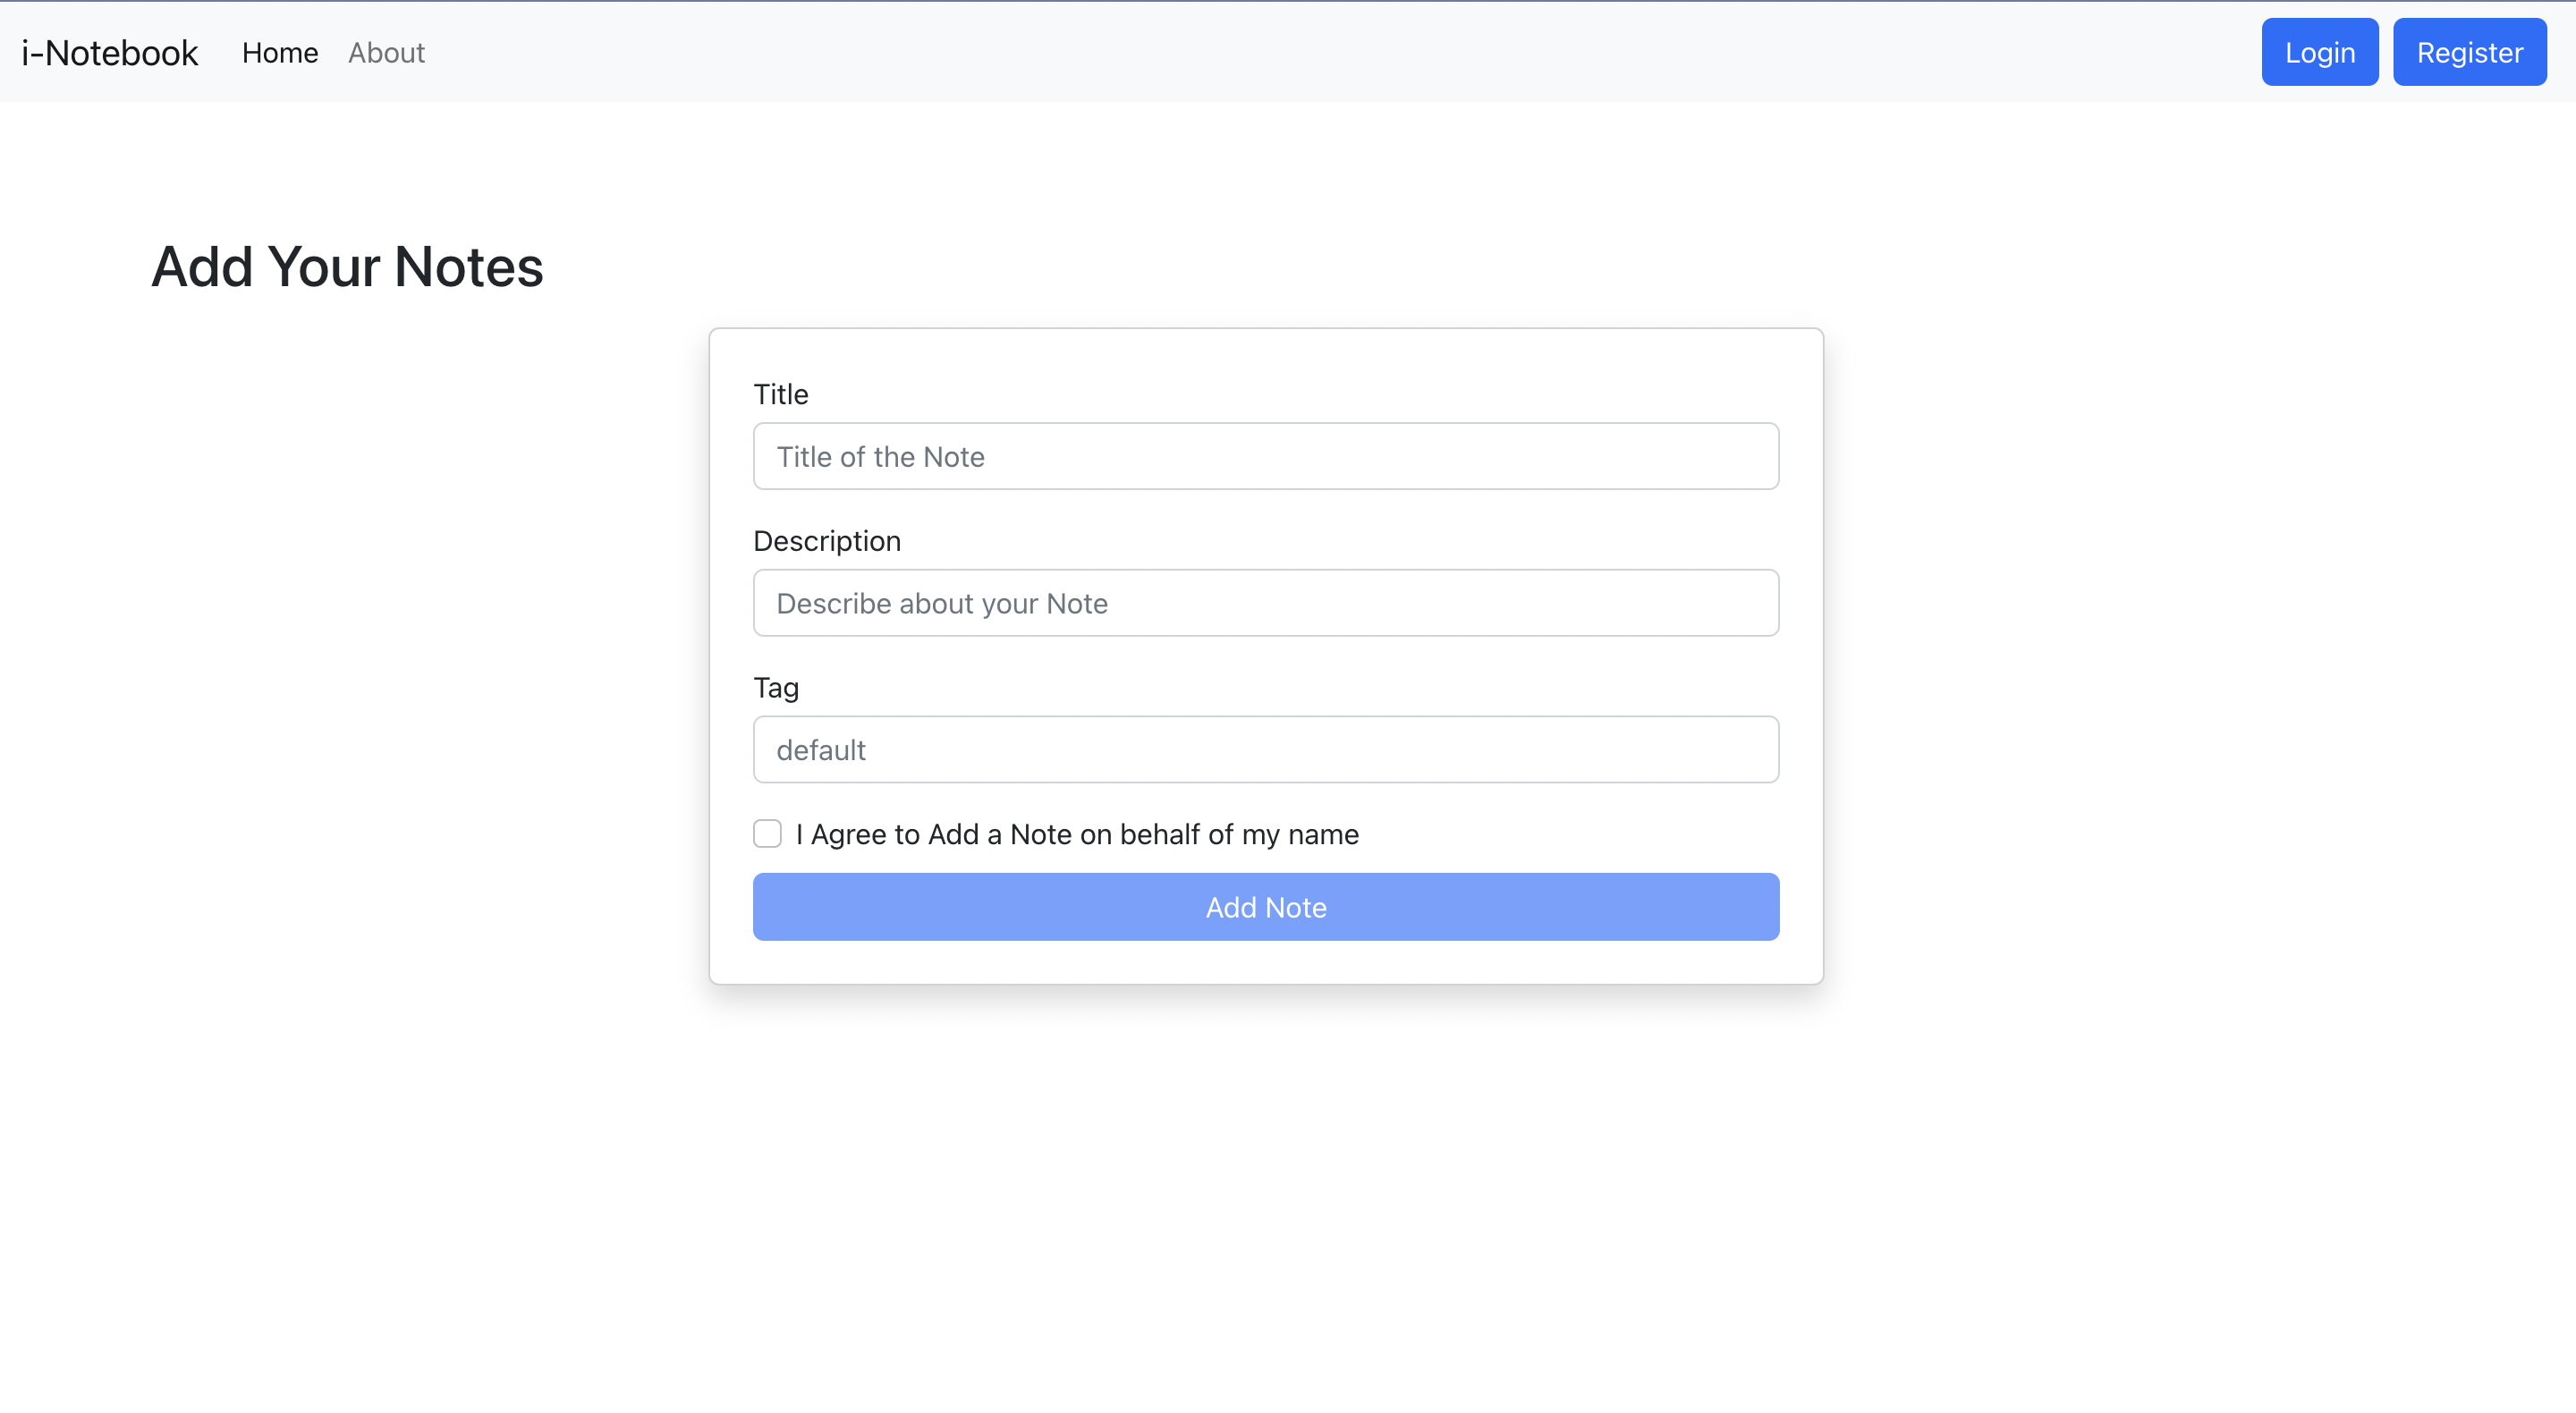 i-Notebook Home About Login Register
Add Your Notes
Title
Title of the Note
Description
Describe about your Note
Tag
default
I Agree to Add a Note on behalf of my name
Add Note